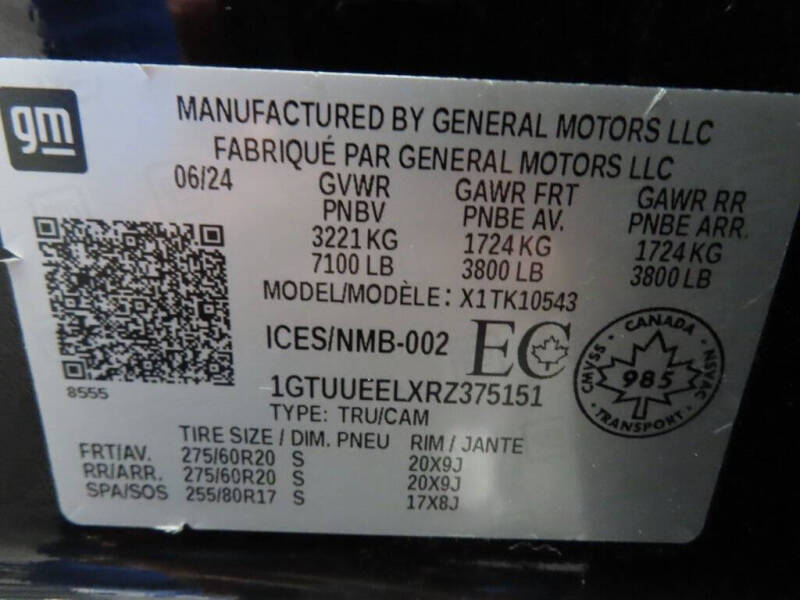 gm
MANUFACTURED BY GENERAL MOTORS LLC
FABRIQUÉ PAR GENERAL MOTORS LLC
06/24 GVWR GAWR FRT GAWR RR
PNBV PNBE AV. PNBE ARR.
3221 KG 1724 KG 1724 KG
7100 LB 3800 LB 3800 LB
MODEL/MODÈLE: X1TK10543
ICES/NMB-002 EC
CANADA
CMVSS 985 NSVAC
TRANSPORT
8555
1GTUUEELXRZ375151
TYPE: TRU/CAM
TIRE SIZE / DIM. PNEU RIM / JANTE
FRT/AV. 275/60R20 S 20X9J
RR/ARR. 275/60R20 S 20X9J
SPA/SOS 255/80R17 S 17X8J